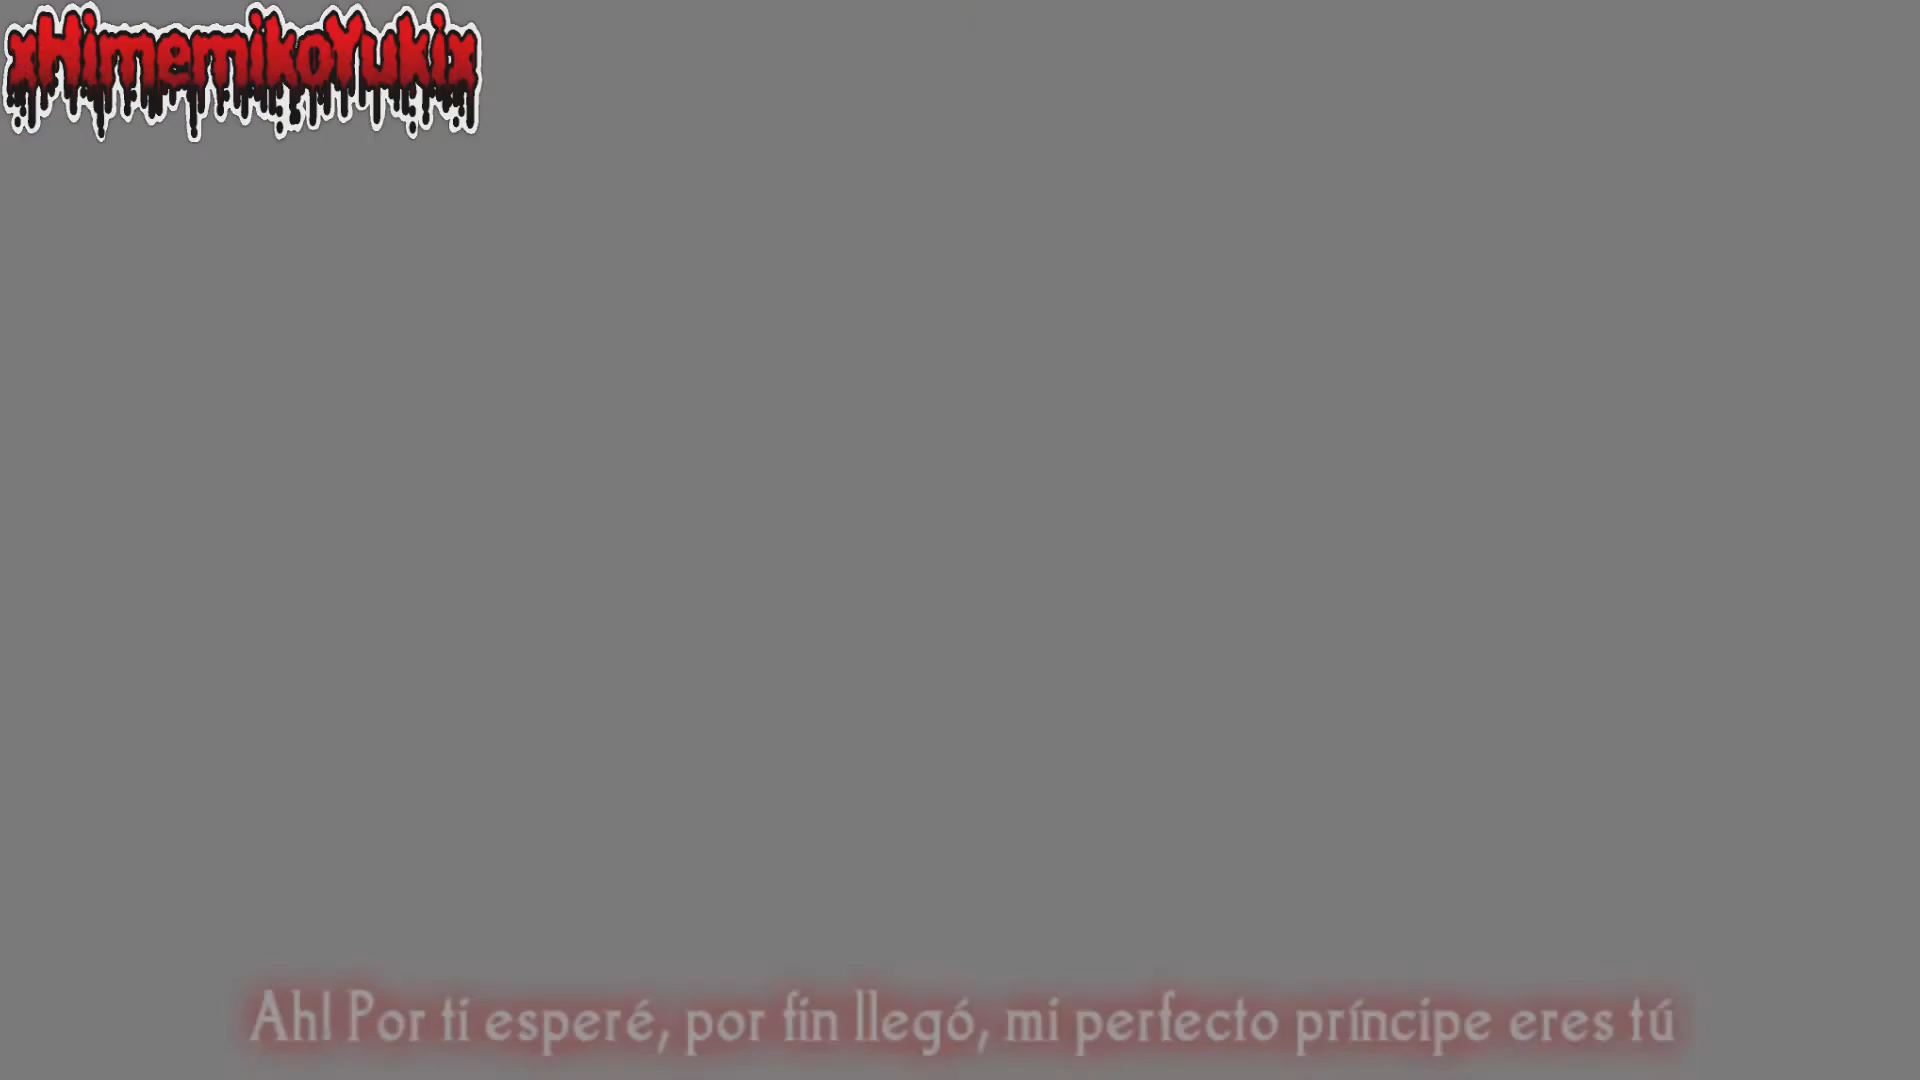 xHimemikoYukix
Ah! Por ti esperé, por fin llegó, mi perfecto príncipe eres tú